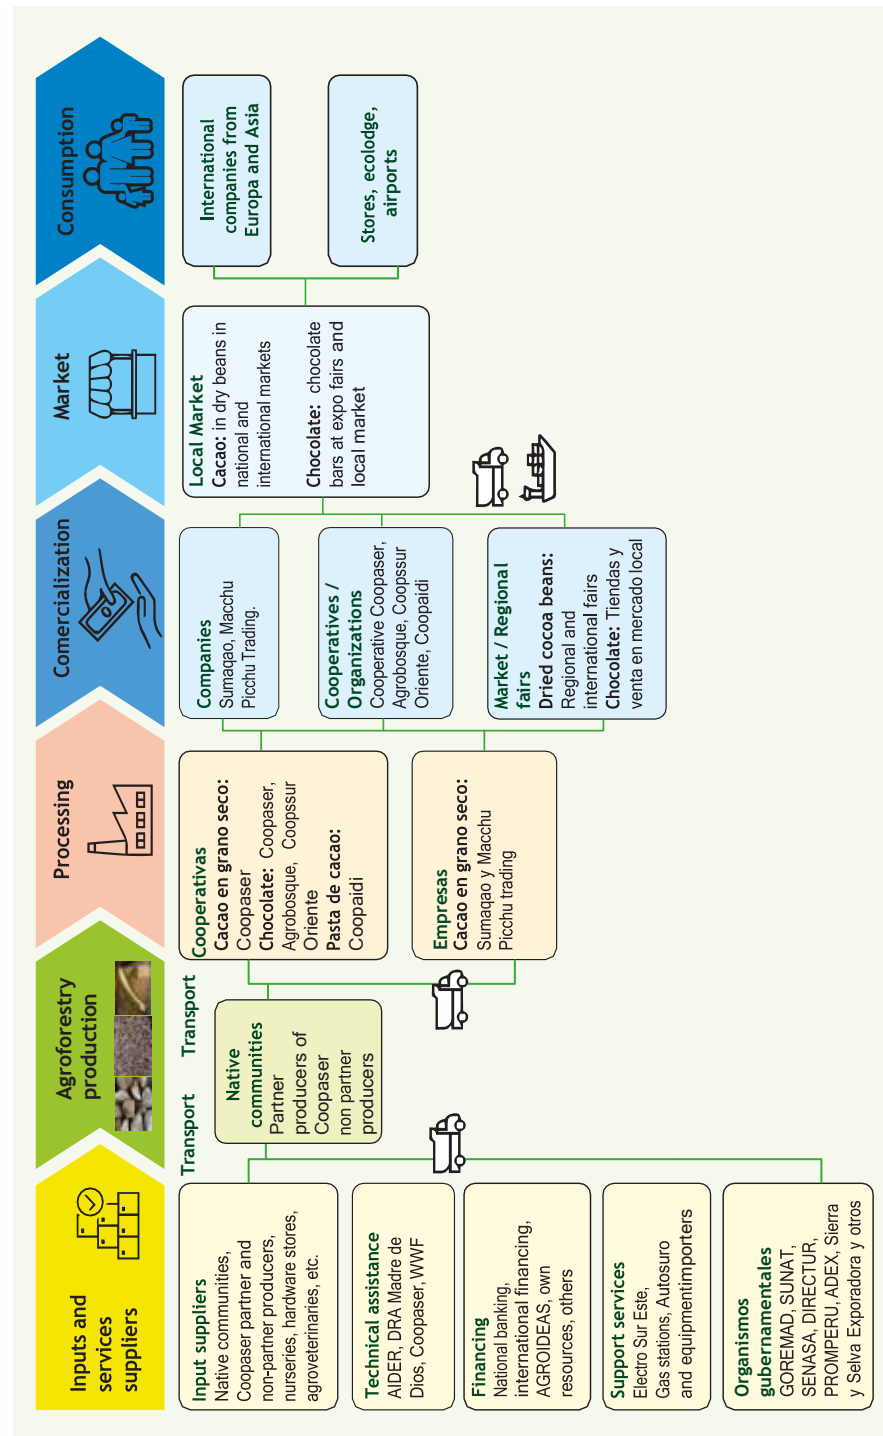 Inputs and
services
suppliers
Agroforestry
production
Processing
Comercialization
Market
Consumption
Input suppliers
Native communities,
Coopaser partner and
non-partner producers,
nurseries, hardware stores,
agroveterinaries, etc.
Technical assistance
AIDER, DRA Madre de
Dios, Coopaser, WWF
Financing
National banking,
international financing,
AGROIDEAS, own
resources, others
Support services
Electro Sur Este,
Gas stations, Autosuro
and equipmentimporters
Organismos
gubernamentales
GOREMAD, SUNAT,
SENASA, DIRECTUR,
PROMPERU, ADEX, Sierra
y Selva Exporadora y otros
Transport
Native
communities
Partner
producers of
Coopaser
non partner
producers
Transport
Cooperativas
Cacao en grano seco:
Coopaser
Chocolate: Coopaser,
Agrobosque, Coopssur
Oriente
Pasta de cacao:
Coopaidi
Empresas
Cacao en grano seco:
Sumaqao y Macchu
Picchu trading
Companies
Sumaqao, Macchu
Picchu Trading.
Cooperatives /
Organizations
Cooperative Coopaser,
Agrobosque, Coopssur
Oriente, Coopaidi
Market / Regional
fairs
Dried cocoa beans:
Regional and
international fairs
Chocolate: Tiendas y
venta en mercado local
Local Market
Cacao: in dry beans in
national and
international markets
Chocolate: chocolate
bars at expo fairs and
local market
International
companies from
Europa and Asia
Stores, ecolodge,
airports